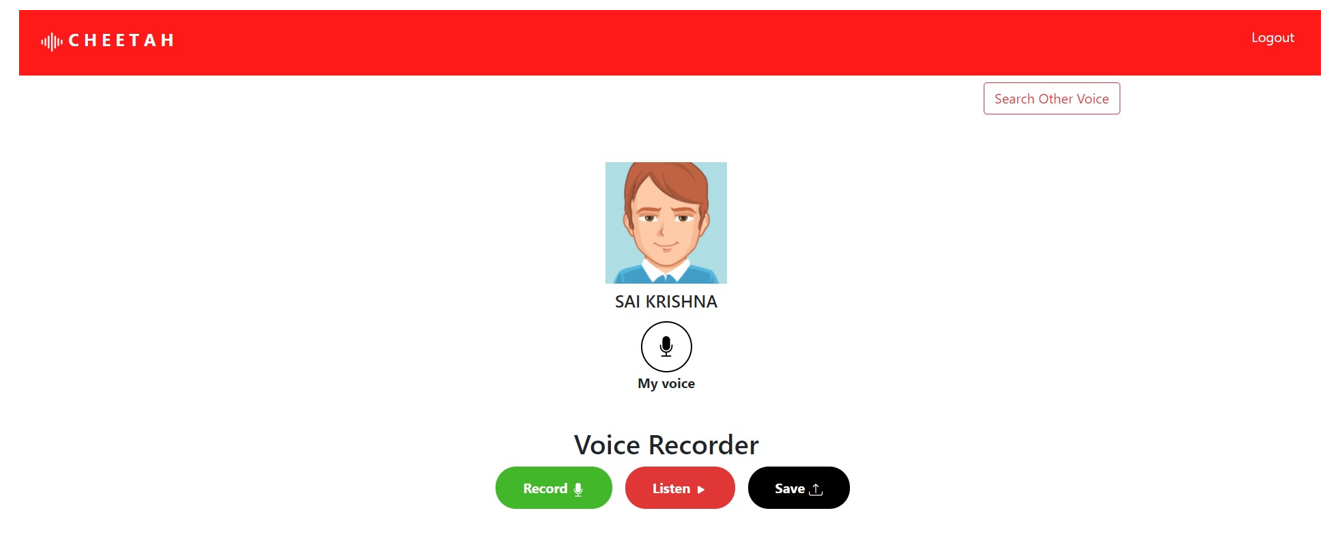 CHEETAH
Logout
Search Other Voice
SAI KRISHNA
My voice
Voice Recorder
Record
Listen
Save